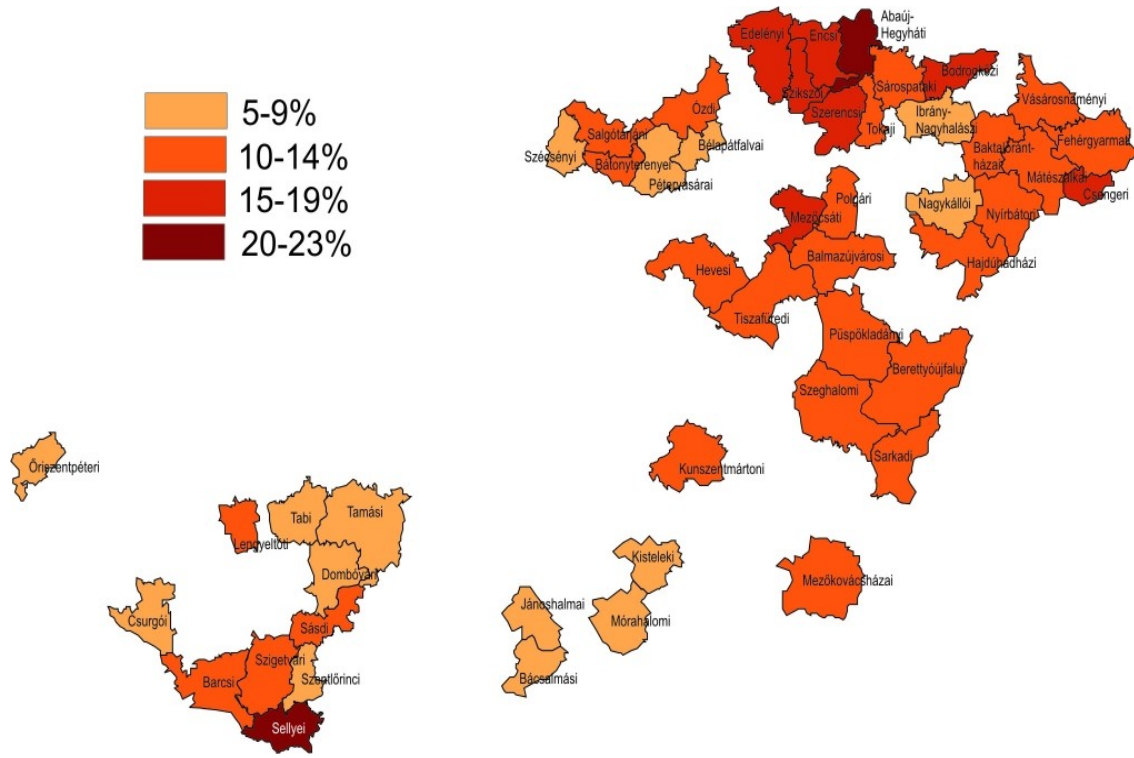 5-9%
10-14%
15-19%
20-23%
Abaúj-
Hegyháti
Edelényi
Encsi
Szikszói
Szerencsi
Sárospataki
Bodrogközi
Tokaji
Ibrány-
Nagyhalászi
Vásárosnaményi
Fehérgyarmat
Baktalóránt-
házai
Mátészalkai
Csengeri
Nagykállói
Nyírbátori
Hajdúhadházi
Ózdi
Salgótarjáni
Szécsényi
Bátonyterenyei
Bélapátfalvai
Pétervásárai
Polgári
Mezőcsáti
Hevesi
Balmazújvárosi
Tiszafüredi
Püspökladányi
Berettyóújfalui
Szeghalomi
Sarkadi
Kunszentmártoni
Őriszentpéteri
Lengyeltóti
Tabi
Tamási
Dombóvári
Kisteleki
Mezőkovácsházai
Jánoshalmai
Mórahalomi
Csurgói
Sásdi
Szigetvári
Barcsi
Szentlőrinci
Bácsalmási
Sellyei